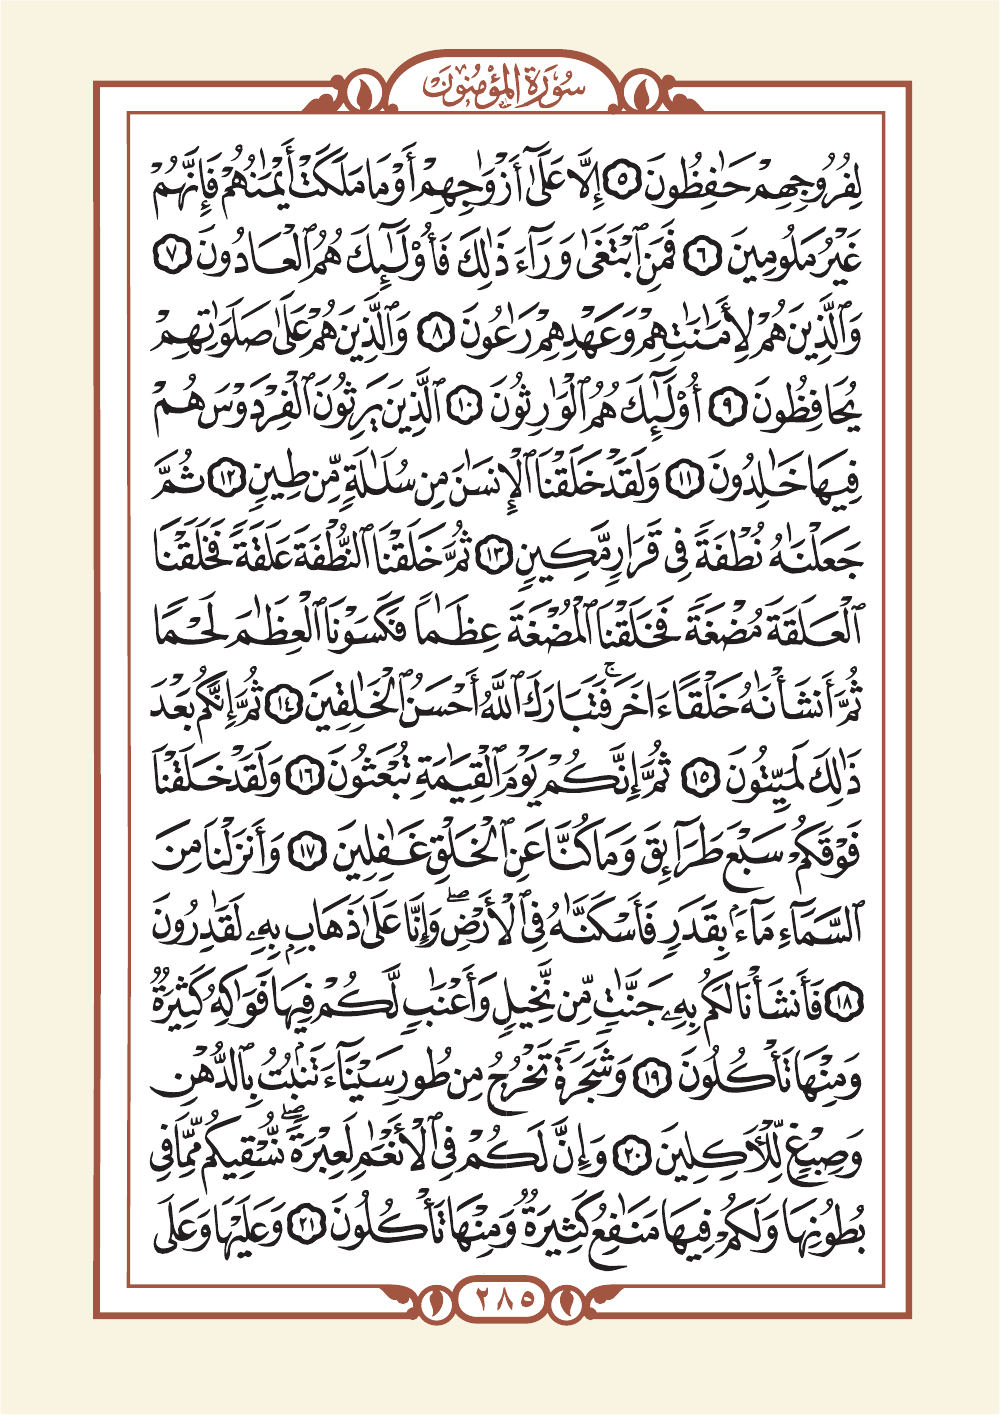 سُورَةُ المُؤْمِنُونَ
لِفُرُوجِهِمْ حَٰفِظُونَ ٥ إِلَّا عَلَىٰٓ أَزْوَٰجِهِمْ أَوْ مَا مَلَكَتْ أَيْمَٰنُهُمْ فَإِنَّهُمْ
غَيْرُ مَلُومِينَ ٦ فَمَنِ ٱبْتَغَىٰ وَرَآءَ ذَٰلِكَ فَأُو۟لَٰٓئِكَ هُمُ ٱلْعَادُونَ ٧
وَٱلَّذِينَ هُمْ لِأَمَٰنَٰتِهِمْ وَعَهْدِهِمْ رَٰعُونَ ٨ وَٱلَّذِينَ هُمْ عَلَىٰ صَلَوَٰتِهِمْ
يُحَافِظُونَ ٩ أُو۟لَٰٓئِكَ هُمُ ٱلْوَٰرِثُونَ ١٠ ٱلَّذِينَ يَرِثُونَ ٱلْفِرْدَوْسَ هُمْ
فِيهَا خَٰلِدُونَ ١١ وَلَقَدْ خَلَقْنَا ٱلْإِنسَٰنَ مِن سُلَٰلَةٍ مِّن طِينٍ ١٢ ثُمَّ
جَعَلْنَٰهُ نُطْفَةً فِى قَرَارٍ مَّكِينٍ ١٣ ثُمَّ خَلَقْنَا ٱلنُّطْفَةَ عَلَقَةً فَخَلَقْنَا
ٱلْعَلَقَةَ مُضْغَةً فَخَلَقْنَا ٱلْمُضْغَةَ عِظَٰمًا فَكَسَوْنَا ٱلْعِظَٰمَ لَحْمًا
ثُمَّ أَنشَأْنَٰهُ خَلْقًا ءَاخَرَ ۚ فَتَبَارَكَ ٱللَّهُ أَحْسَنُ ٱلْخَٰلِقِينَ ١٤ ثُمَّ إِنَّكُم بَعْدَ
ذَٰلِكَ لَمَيِّتُونَ ١٥ ثُمَّ إِنَّكُمْ يَوْمَ ٱلْقِيَٰمَةِ تُبْعَثُونَ ١٦ وَلَقَدْ خَلَقْنَا
فَوْقَكُمْ سَبْعَ طَرَآئِقَ وَمَا كُنَّا عَنِ ٱلْخَلْقِ غَٰفِلِينَ ١٧ وَأَنزَلْنَا مِنَ
ٱلسَّمَآءِ مَآءًۢ بِقَدَرٍ فَأَسْكَنَّٰهُ فِى ٱلْأَرْضِ ۖ وَإِنَّا عَلَىٰ ذَهَابٍۭ بِهِۦ لَقَٰدِرُونَ
١٨ فَأَنشَأْنَا لَكُم بِهِۦ جَنَّٰتٍ مِّن نَّخِيلٍ وَأَعْنَٰبٍ لَّكُمْ فِيهَا فَوَٰكِهُ كَثِيرَةٌ
وَمِنْهَا تَأْكُلُونَ ١٩ وَشَجَرَةً تَخْرُجُ مِن طُورِ سَيْنَآءَ تَنۢبُتُ بِٱلدُّهْنِ
وَصِبْغٍ لِّلْـَٔاكِلِينَ ٢٠ وَإِنَّ لَكُمْ فِى ٱلْأَنْعَٰمِ لَعِبْرَةً ۖ نُّسْقِيكُم مِّمَّا فِى
بُطُونِهَا وَلَكُمْ فِيهَا مَنَٰفِعُ كَثِيرَةٌ وَمِنْهَا تَأْكُلُونَ ٢١ وَعَلَيْهَا وَعَلَى
٢٨٥